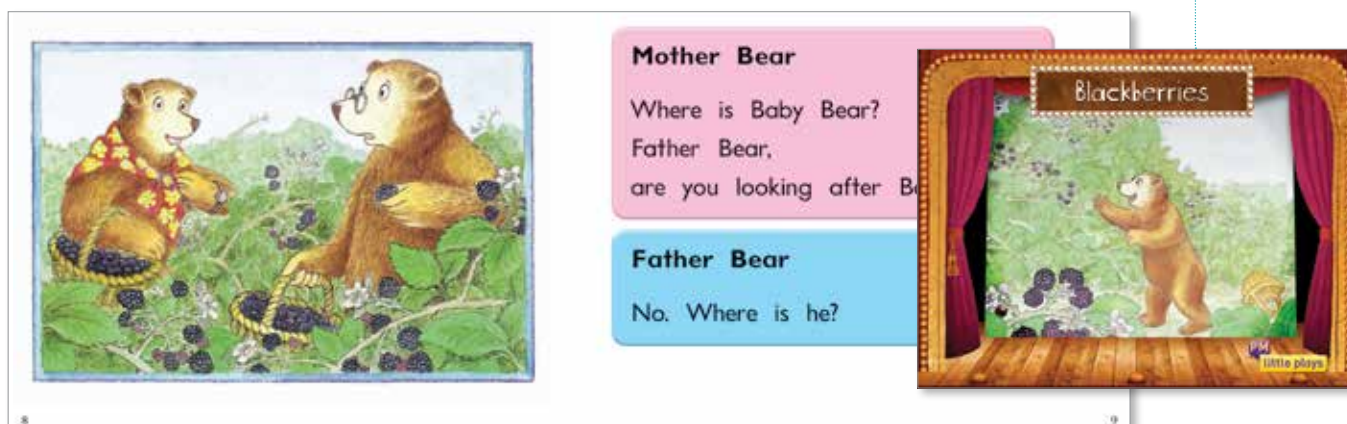 Mother Bear
Where is Baby Bear?
Father Bear,
are you looking after
Father Bear
No. Where is he?
8
9
Blackberries
PM
little plays